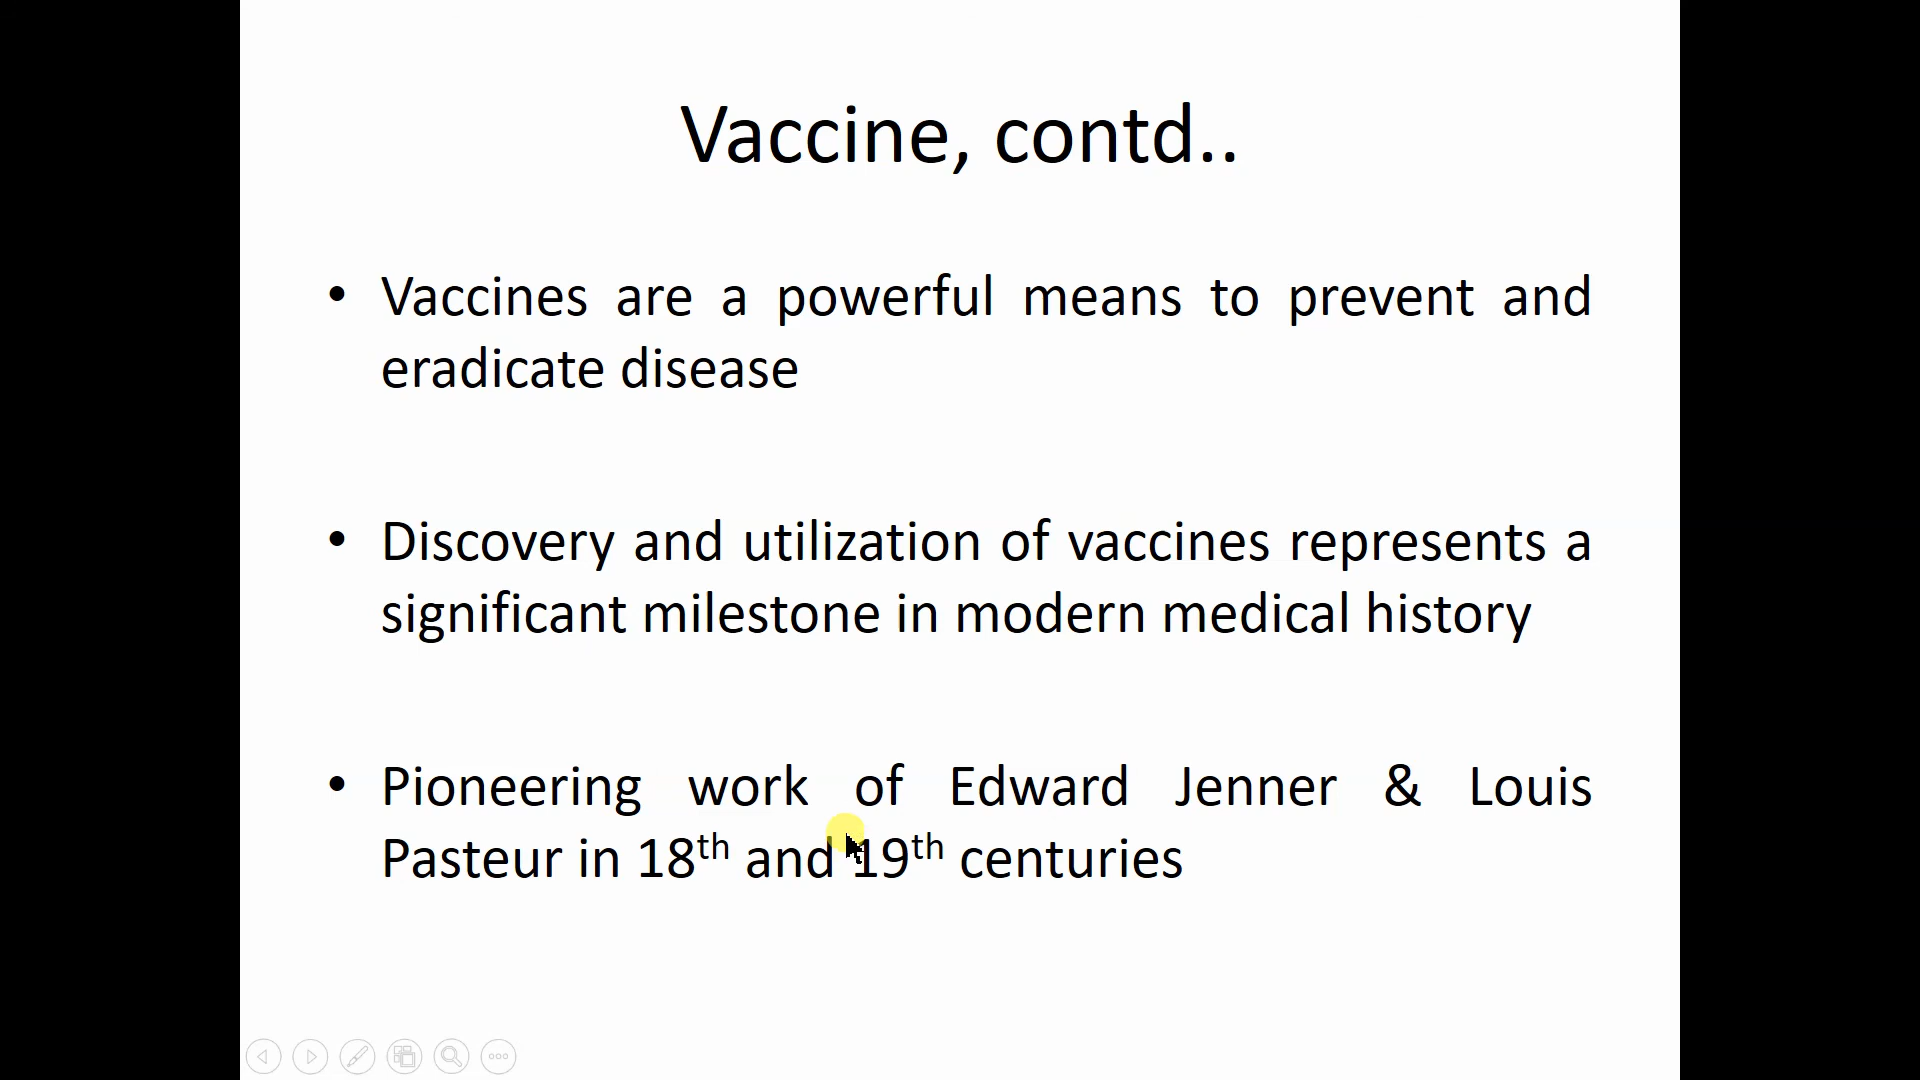 Vaccine, contd..
• Vaccines are a powerful means to prevent and
eradicate disease
• Discovery and utilization of vaccines represents a
significant milestone in modern medical history
• Pioneering work of Edward Jenner & Louis
Pasteur in 18th and 19th centuries